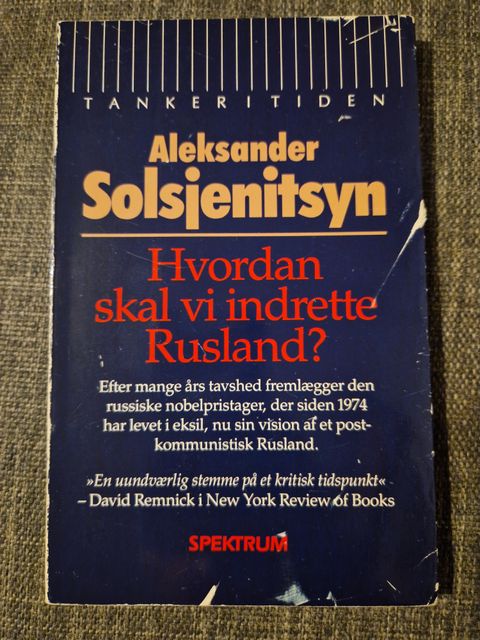 TANKER I TIDEN
Aleksander
Solsjenitsyn
Hvordan
skal vi indrette
Rusland?
Efter mange års tavshed fremlægger den
russiske nobelpristager, der siden 1974
har levet i eksil, nu sin vision af et post-
kommunistisk Rusland.
»En uundværlig stemme på et kritisk tidspunkt«
– David Remnick i New York Review of Books
SPEKTRUM